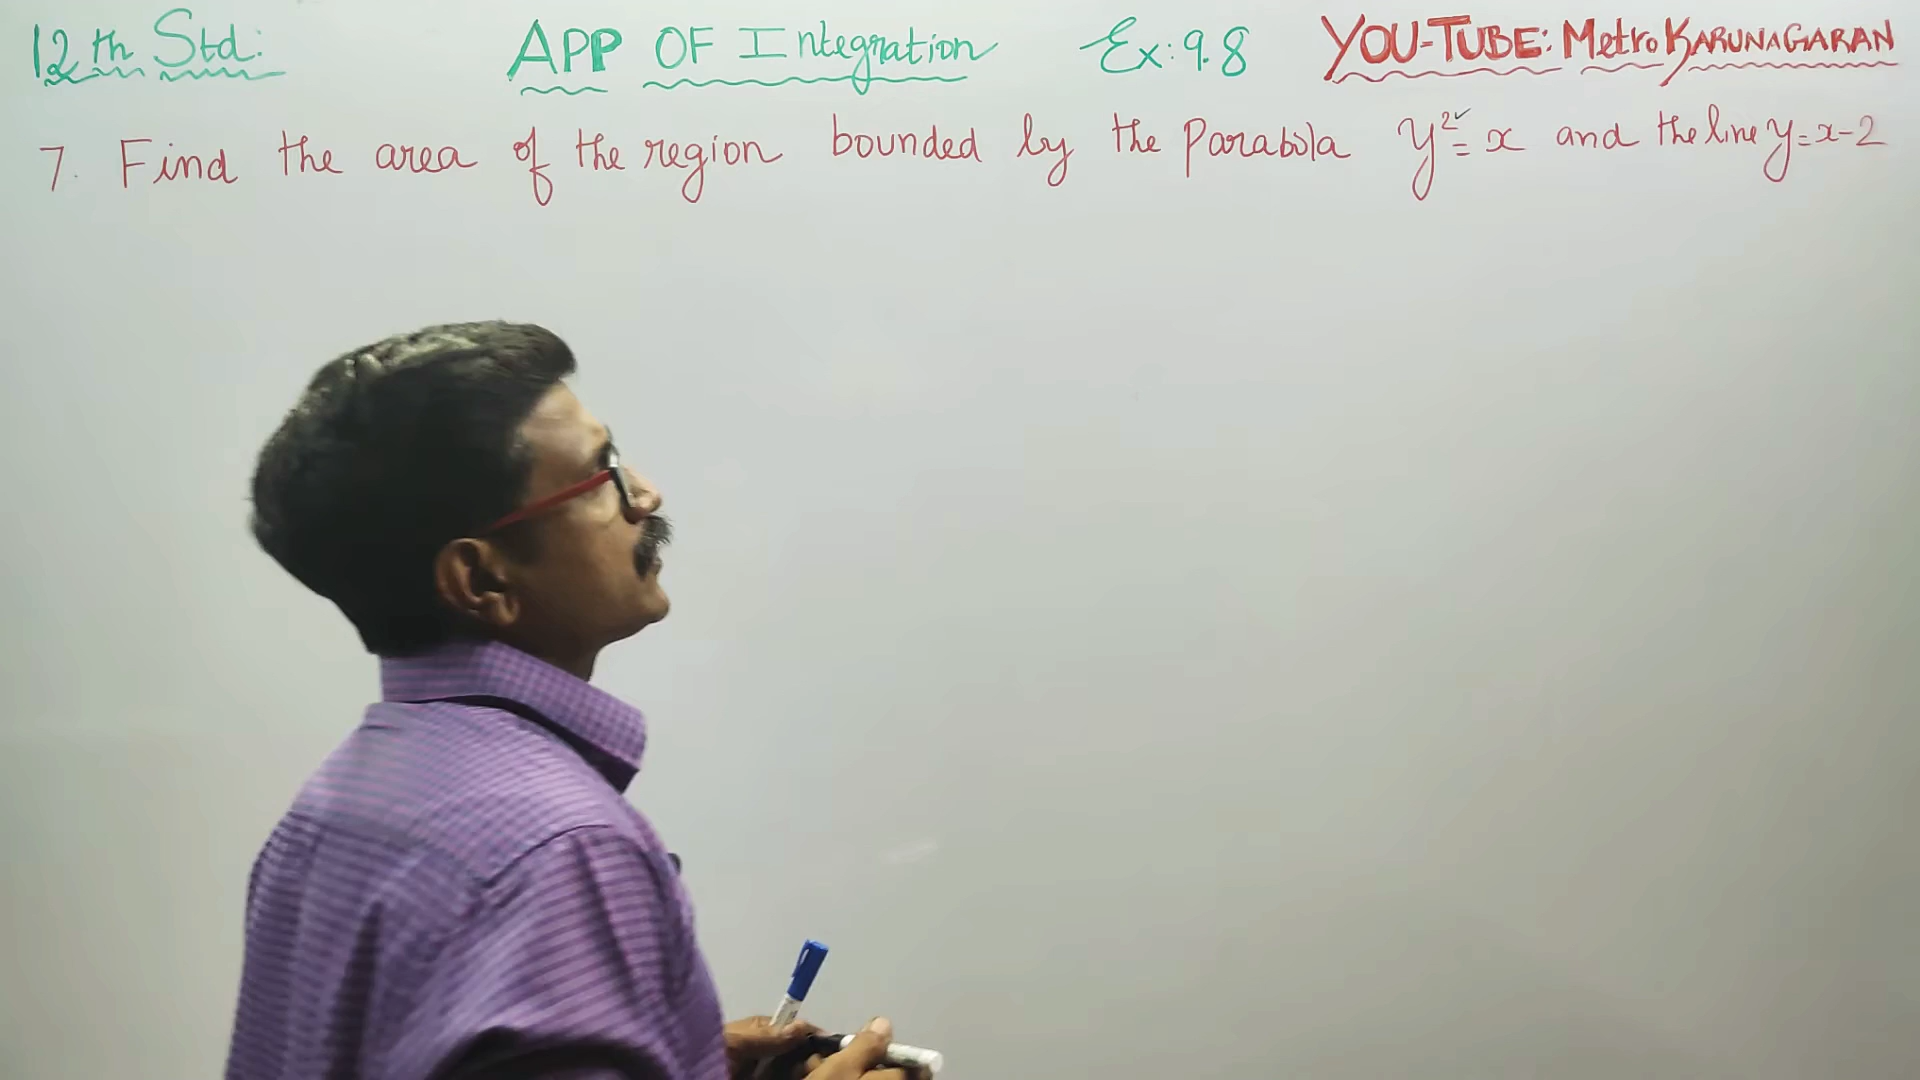 12th Std: APP OF Integration Ex: 9.8 YOU-TUBE: Metro KARUNAGARAN
7. Find the area of the region bounded by the Parabola y² = x and the line y = x-2